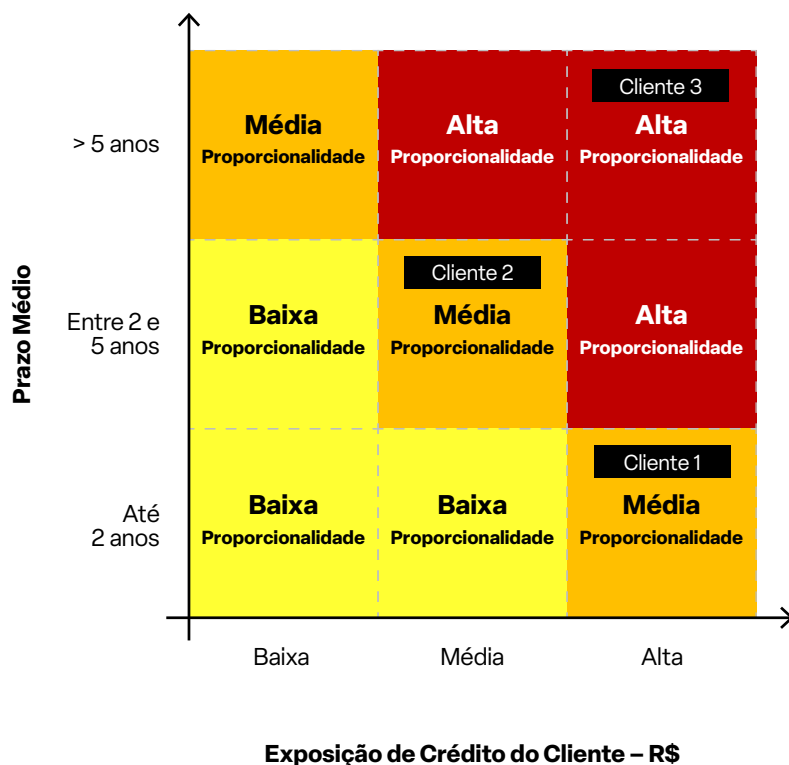 Cliente 3
> 5 anos
Média
Proporcionalidade
Alta
Proporcionalidade
Alta
Proporcionalidade
Prazo Médio
Cliente 2
Entre 2 e
5 anos
Baixa
Proporcionalidade
Média
Proporcionalidade
Alta
Proporcionalidade
Cliente 1
Até
2 anos
Baixa
Proporcionalidade
Baixa
Proporcionalidade
Média
Proporcionalidade
Baixa
Média
Alta
Exposição de Crédito do Cliente – R$